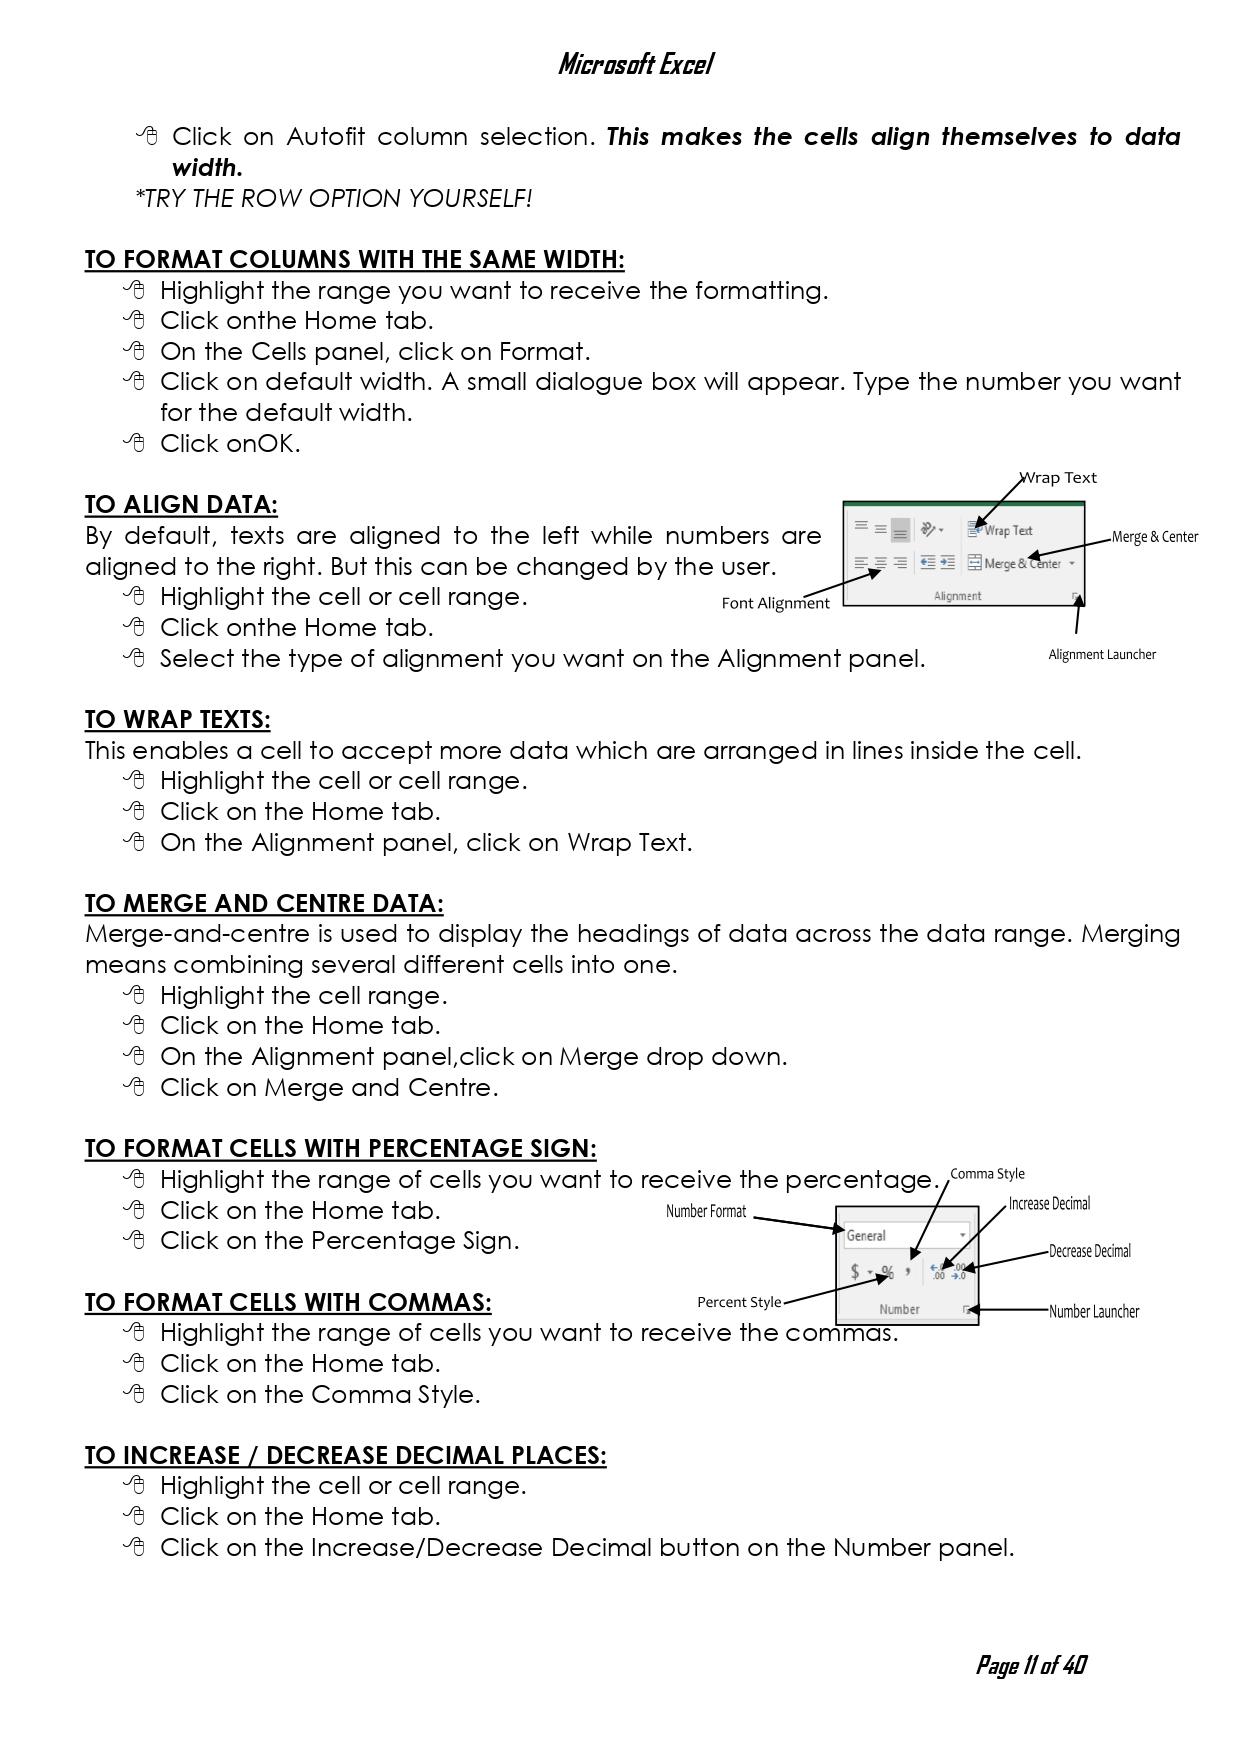 Microsoft Excel
Click on Autofit column selection. This makes the cells align themselves to data
width.
*TRY THE ROW OPTION YOURSELF!
TO FORMAT COLUMNS WITH THE SAME WIDTH:
Highlight the range you want to receive the formatting.
Click onthe Home tab.
On the Cells panel, click on Format.
Click on default width. A small dialogue box will appear. Type the number you want
for the default width.
Click onOK.
TO ALIGN DATA:
By default, texts are aligned to the left while numbers are
aligned to the right. But this can be changed by the user.
Highlight the cell or cell range.
Click onthe Home tab.
Select the type of alignment you want on the Alignment panel.
Wrap Text
Wrap Text
Merge & Center
Merge & Center
Font Alignment
Alignment
Alignment Launcher
TO WRAP TEXTS:
This enables a cell to accept more data which are arranged in lines inside the cell.
Highlight the cell or cell range.
Click on the Home tab.
On the Alignment panel, click on Wrap Text.
TO MERGE AND CENTRE DATA:
Merge-and-centre is used to display the headings of data across the data range. Merging
means combining several different cells into one.
Highlight the cell range.
Click on the Home tab.
On the Alignment panel,click on Merge drop down.
Click on Merge and Centre.
TO FORMAT CELLS WITH PERCENTAGE SIGN:
Highlight the range of cells you want to receive the percentage.
Click on the Home tab.
Click on the Percentage Sign.
Comma Style
Number Format
Increase Decimal
General
Decrease Decimal
$ % , .0 .00 .00 .0
Percent Style
Number
Number Launcher
TO FORMAT CELLS WITH COMMAS:
Highlight the range of cells you want to receive the commas.
Click on the Home tab.
Click on the Comma Style.
TO INCREASE / DECREASE DECIMAL PLACES:
Highlight the cell or cell range.
Click on the Home tab.
Click on the Increase/Decrease Decimal button on the Number panel.
Page 11 of 40